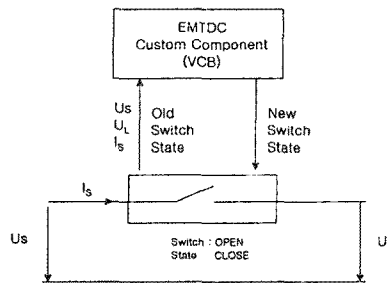 EMTDC
Custom Component
(VCB)
Us
UL
IS
Old
Switch
State
New
Switch
State
IS
Us
U
Switch : OPEN
State CLOSE